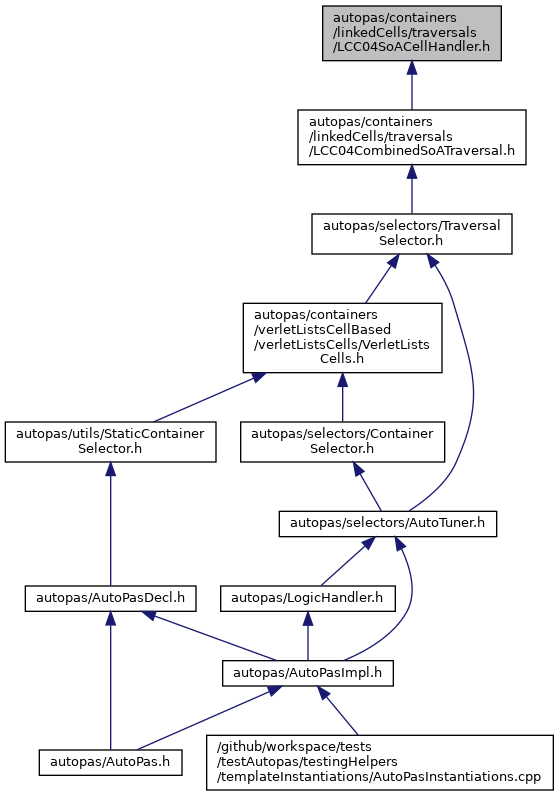 autopas/containers
/linkedCells/traversals
/LCC04SoACellHandler.h
autopas/containers
/linkedCells/traversals
/LCC04CombinedSoATraversal.h
autopas/selectors/Traversal
Selector.h
autopas/containers
/verletListsCellBased
/verletListsCells/VerletLists
Cells.h
autopas/utils/StaticContainer
Selector.h
autopas/selectors/Container
Selector.h
autopas/selectors/AutoTuner.h
autopas/AutoPasDecl.h
autopas/LogicHandler.h
autopas/AutoPasImpl.h
autopas/AutoPas.h
/github/workspace/tests
/testAutopas/testingHelpers
/templateInstantiations/AutoPasInstantiations.cpp